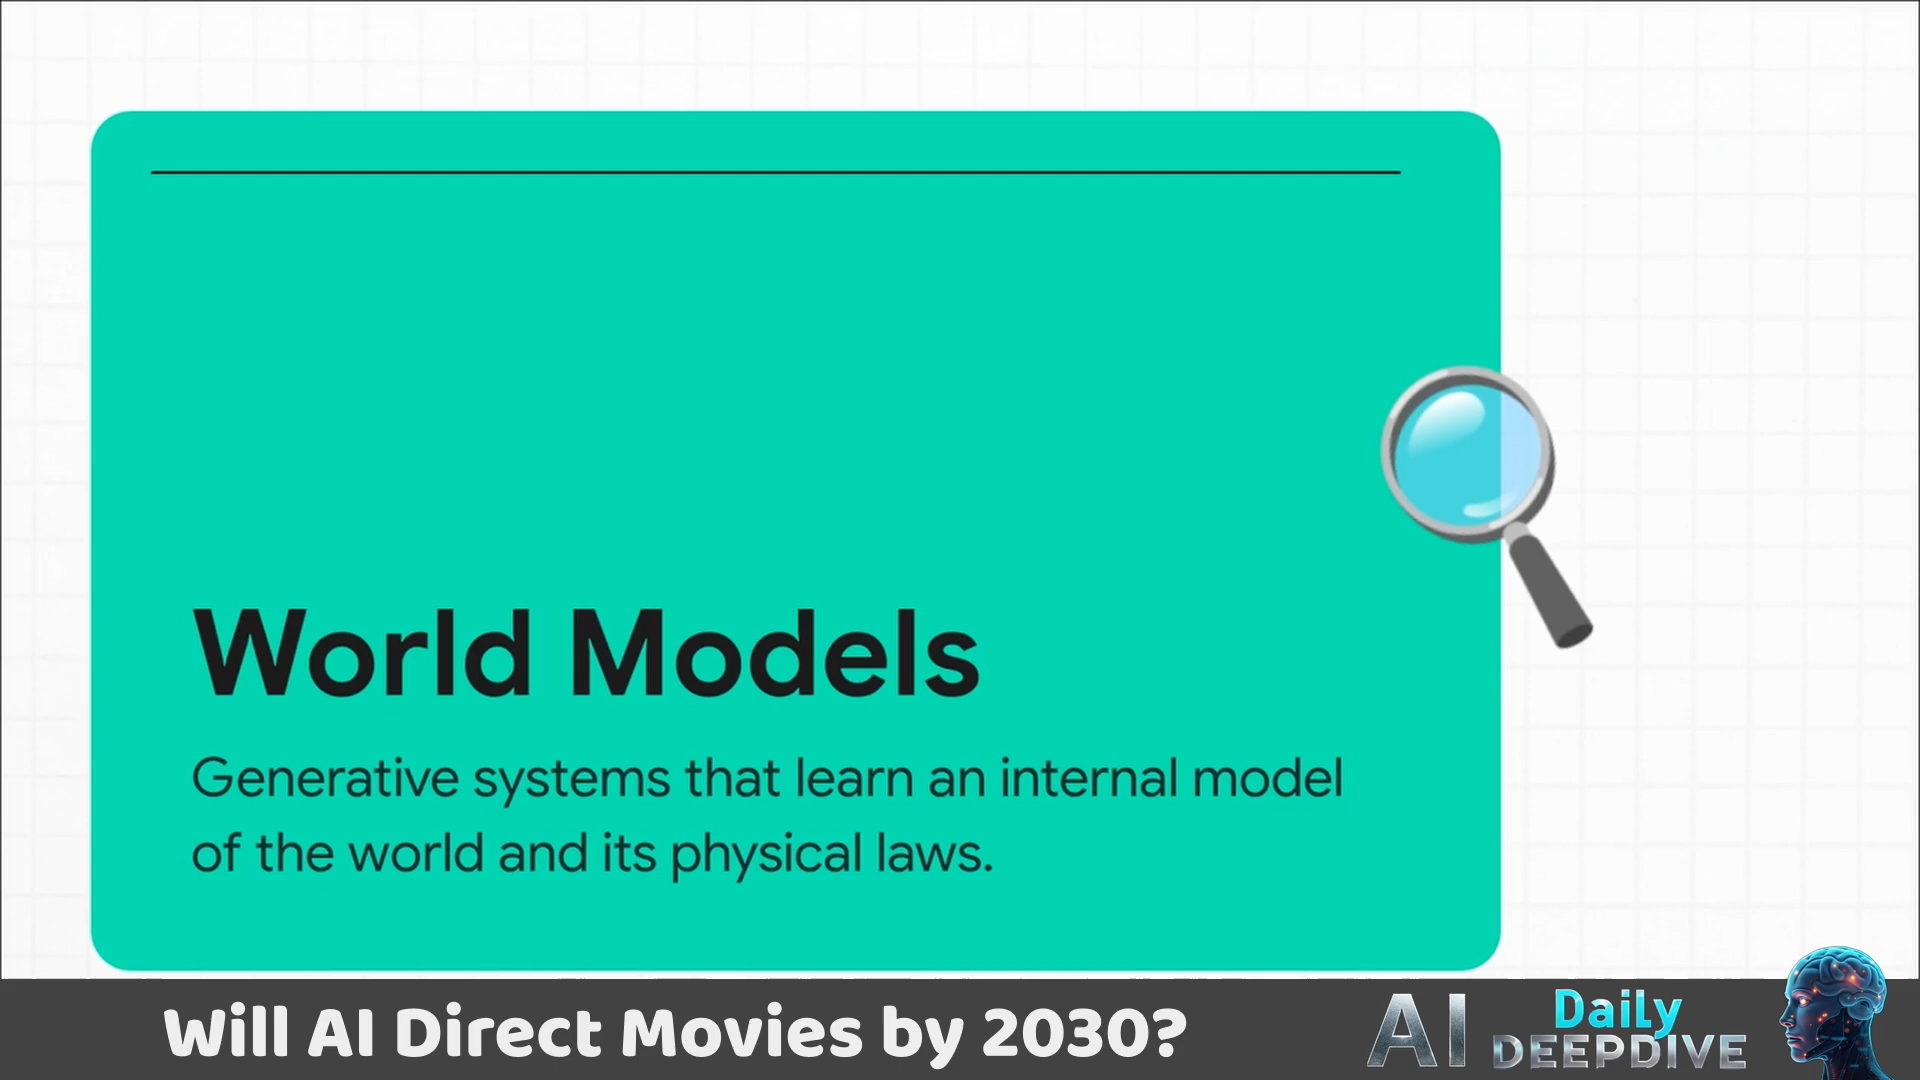 World Models
Generative systems that learn an internal model
of the world and its physical laws.
Will AI Direct Movies by 2030?
AI Daily
DEEPDIVE